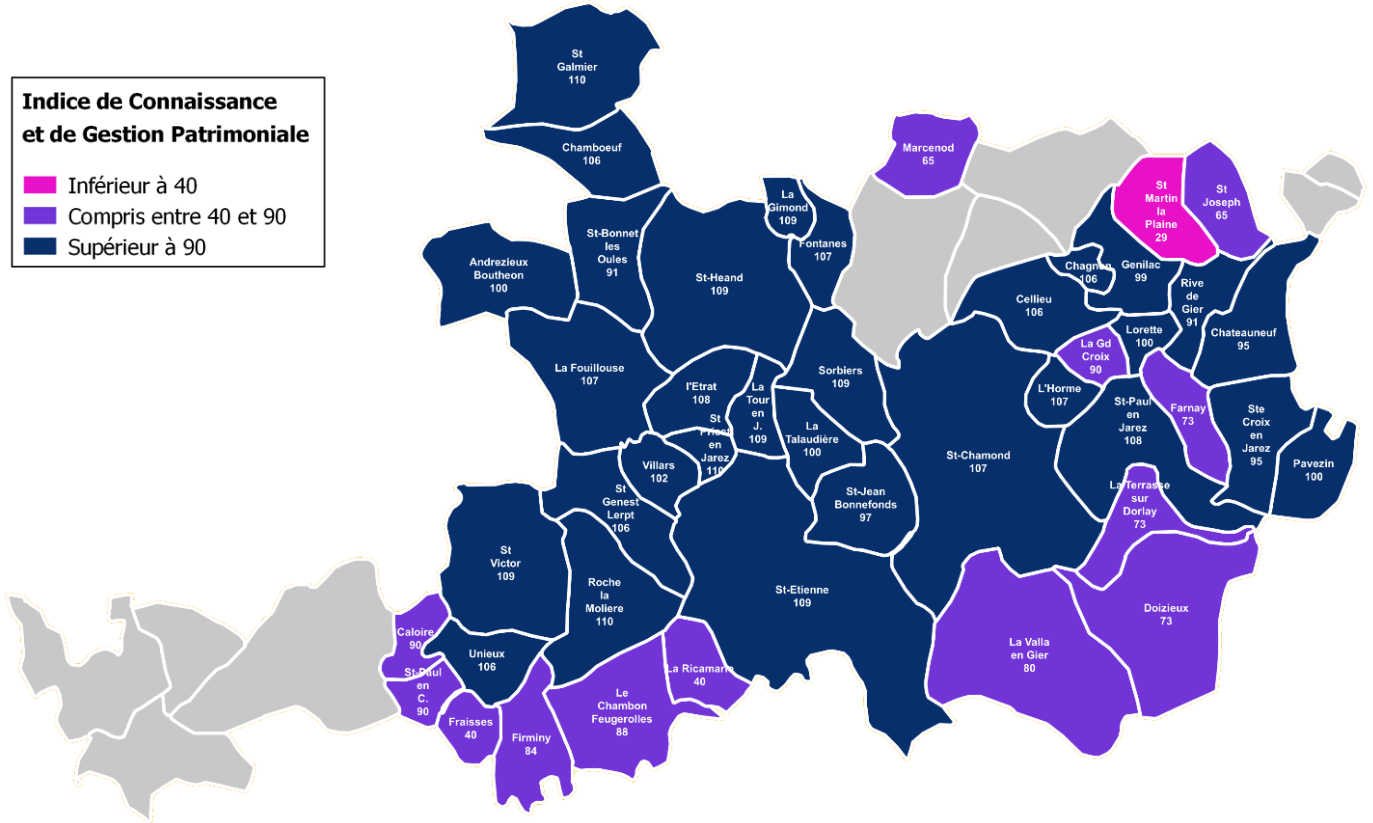 Indice de Connaissance
et de Gestion Patrimoniale
Inférieur à 40
Compris entre 40 et 90
Supérieur à 90
St
Galmier
110
Chamboeuf
106
Marcenod
65
St
Martin
la
Plaine
29
St
Joseph
65
La
Gimond
109
Fontanes
107
St-Bonnet
les
Oules
91
Andrezieux
Boutheon
100
St-Heand
109
Chagnon
106
Genilac
99
Rive
de
Gier
91
Cellieu
106
Lorette
100
Chateauneuf
95
La Gd
Croix
90
La Fouillouse
107
l'Etrat
108
La
Tour
en
J.
109
Sorbiers
109
L'Horme
107
St-Paul
en
Jarez
108
Farnay
73
Ste
Croix
en
Jarez
95
Pavezin
100
St
Priest
en
Jarez
110
La
Talaudière
100
St-Chamond
107
Villars
102
St
Genest
Lerpt
106
St-Jean
Bonnefonds
97
La Terrasse
sur
Dorlay
73
St
Victor
109
Roche
la
Moliere
110
St-Etienne
109
Doizieux
73
La Valla
en Gier
80
Caloire
90
Unieux
106
St-Paul
en
C.
90
La Ricamarie
40
Le
Chambon
Feugerolles
88
Fraisses
40
Firminy
84